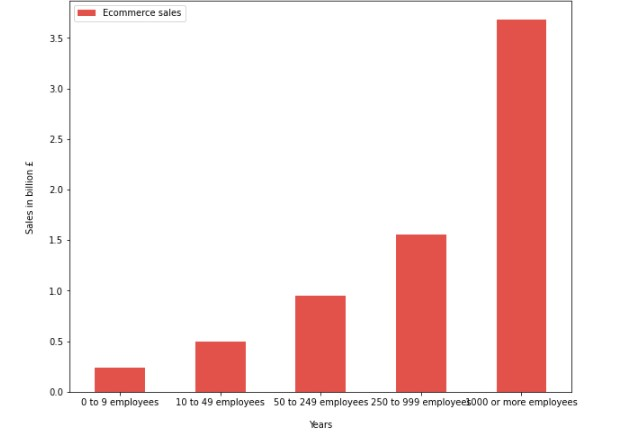 Ecommerce sales
3.5
3.0
2.5
2.0
1.5
1.0
0.5
0.0
Sales in billion £
0 to 9 employees
10 to 49 employees
50 to 249 employees
250 to 999 employees
1000 or more employees
Years